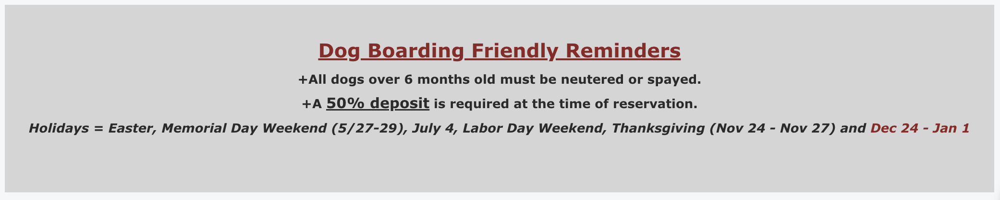 Dog Boarding Friendly Reminders
+All dogs over 6 months old must be neutered or spayed.
+A 50% deposit is required at the time of reservation.
Holidays = Easter, Memorial Day Weekend (5/27-29), July 4, Labor Day Weekend, Thanksgiving (Nov 24 - Nov 27) and Dec 24 - Jan 1